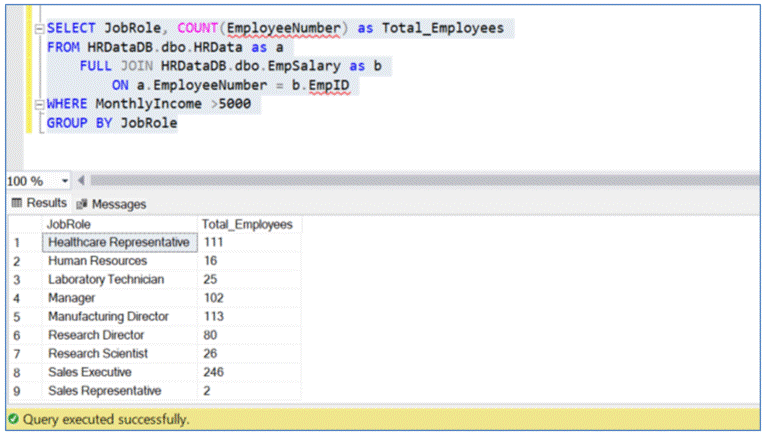 SELECT JobRole, COUNT(EmployeeNumber) as Total_Employees
FROM HRDataDB.dbo.HRData as a
FULL JOIN HRDataDB.dbo.EmpSalary as b
ON a.EmployeeNumber = b.EmpID
WHERE MonthlyIncome >5000
GROUP BY JobRole
100 %
Results Messages
JobRole Total_Employees
1 Healthcare Representative 111
2 Human Resources 16
3 Laboratory Technician 25
4 Manager 102
5 Manufacturing Director 113
6 Research Director 80
7 Research Scientist 26
8 Sales Executive 246
9 Sales Representative 2
Query executed successfully.